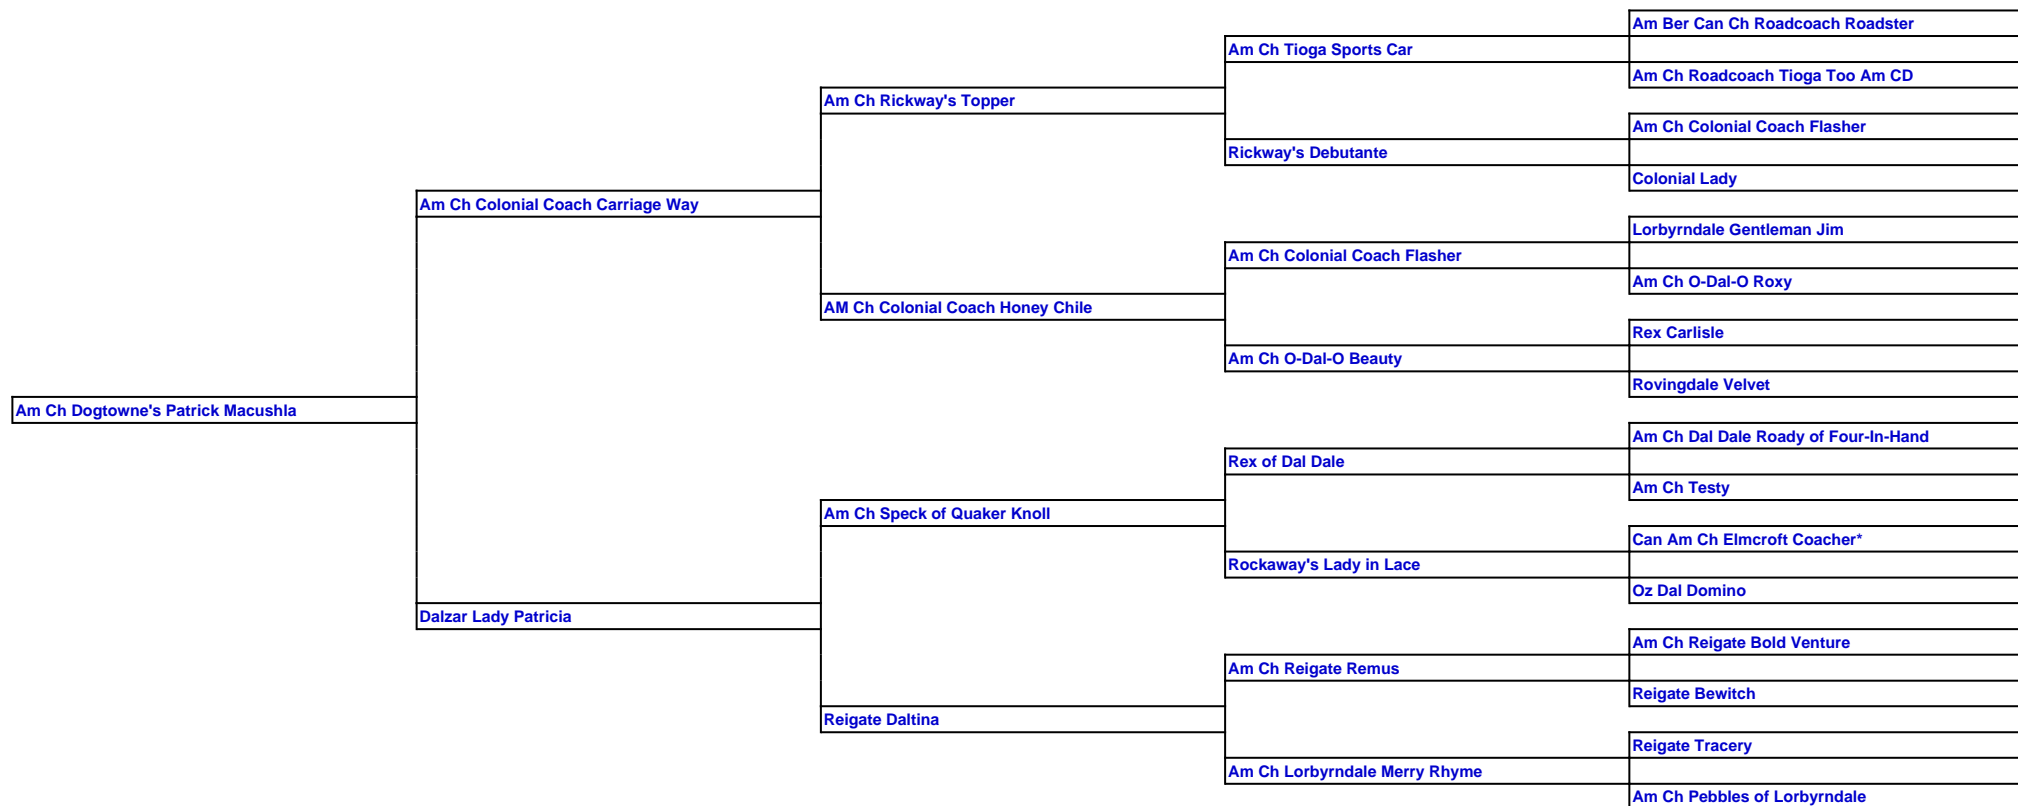 Am Ber Can Ch Roadcoach Roadster
Am Ch Tioga Sports Car
Am Ch Roadcoach Tioga Too Am CD
Am Ch Rickway's Topper
Am Ch Colonial Coach Flasher
Rickway's Debutante
Colonial Lady
Am Ch Colonial Coach Carriage Way
Lorbyrndale Gentleman Jim
Am Ch Colonial Coach Flasher
Am Ch O-Dal-O Roxy
AM Ch Colonial Coach Honey Chile
Rex Carlisle
Am Ch O-Dal-O Beauty
Rovingdale Velvet
Am Ch Dogtowne's Patrick Macushla
Am Ch Dal Dale Roady of Four-In-Hand
Rex of Dal Dale
Am Ch Testy
Am Ch Speck of Quaker Knoll
Can Am Ch Elmcroft Coacher*
Rockaway's Lady in Lace
Oz Dal Domino
Dalzar Lady Patricia
Am Ch Reigate Bold Venture
Am Ch Reigate Remus
Reigate Bewitch
Reigate Daltina
Reigate Tracery
Am Ch Lorbyrndale Merry Rhyme
Am Ch Pebbles of Lorbyrndale